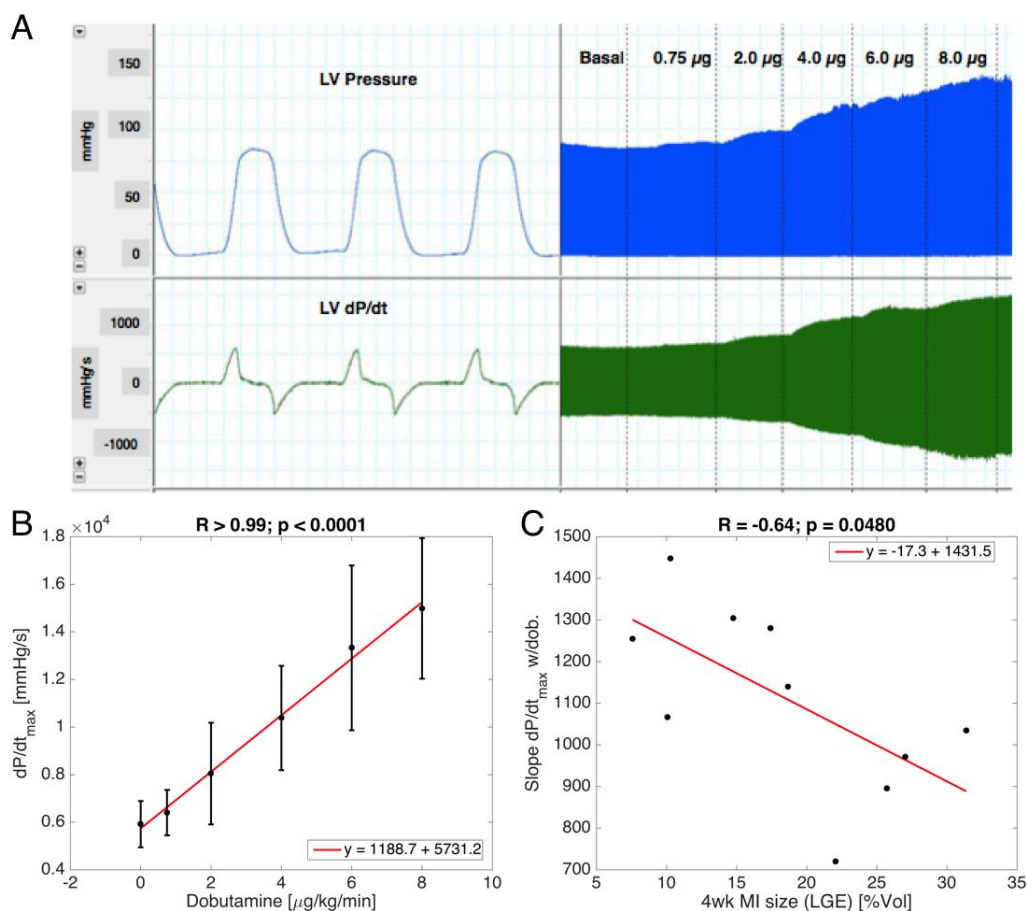 A
150
100
50
0
mmHg
LV Pressure
Basal 0.75 µg 2.0 µg 4.0 µg 6.0 µg 8.0 µg
1000
0
-1000
mmHg's
LV dP/dt
B
×10⁴
R > 0.99; p < 0.0001
1.8
1.6
1.4
1.2
1
0.8
0.6
0.4
dP/dtmax [mmHg/s]
y = 1188.7 + 5731.2
-2 0 2 4 6 8 10
Dobutamine [μg/kg/min]
C
R = -0.64; p = 0.0480
1500
1400
1300
1200
1100
1000
900
800
700
Slope dP/dtmax w/dob.
y = -17.3 + 1431.5
5 10 15 20 25 30 35
4wk MI size (LGE) [%Vol]